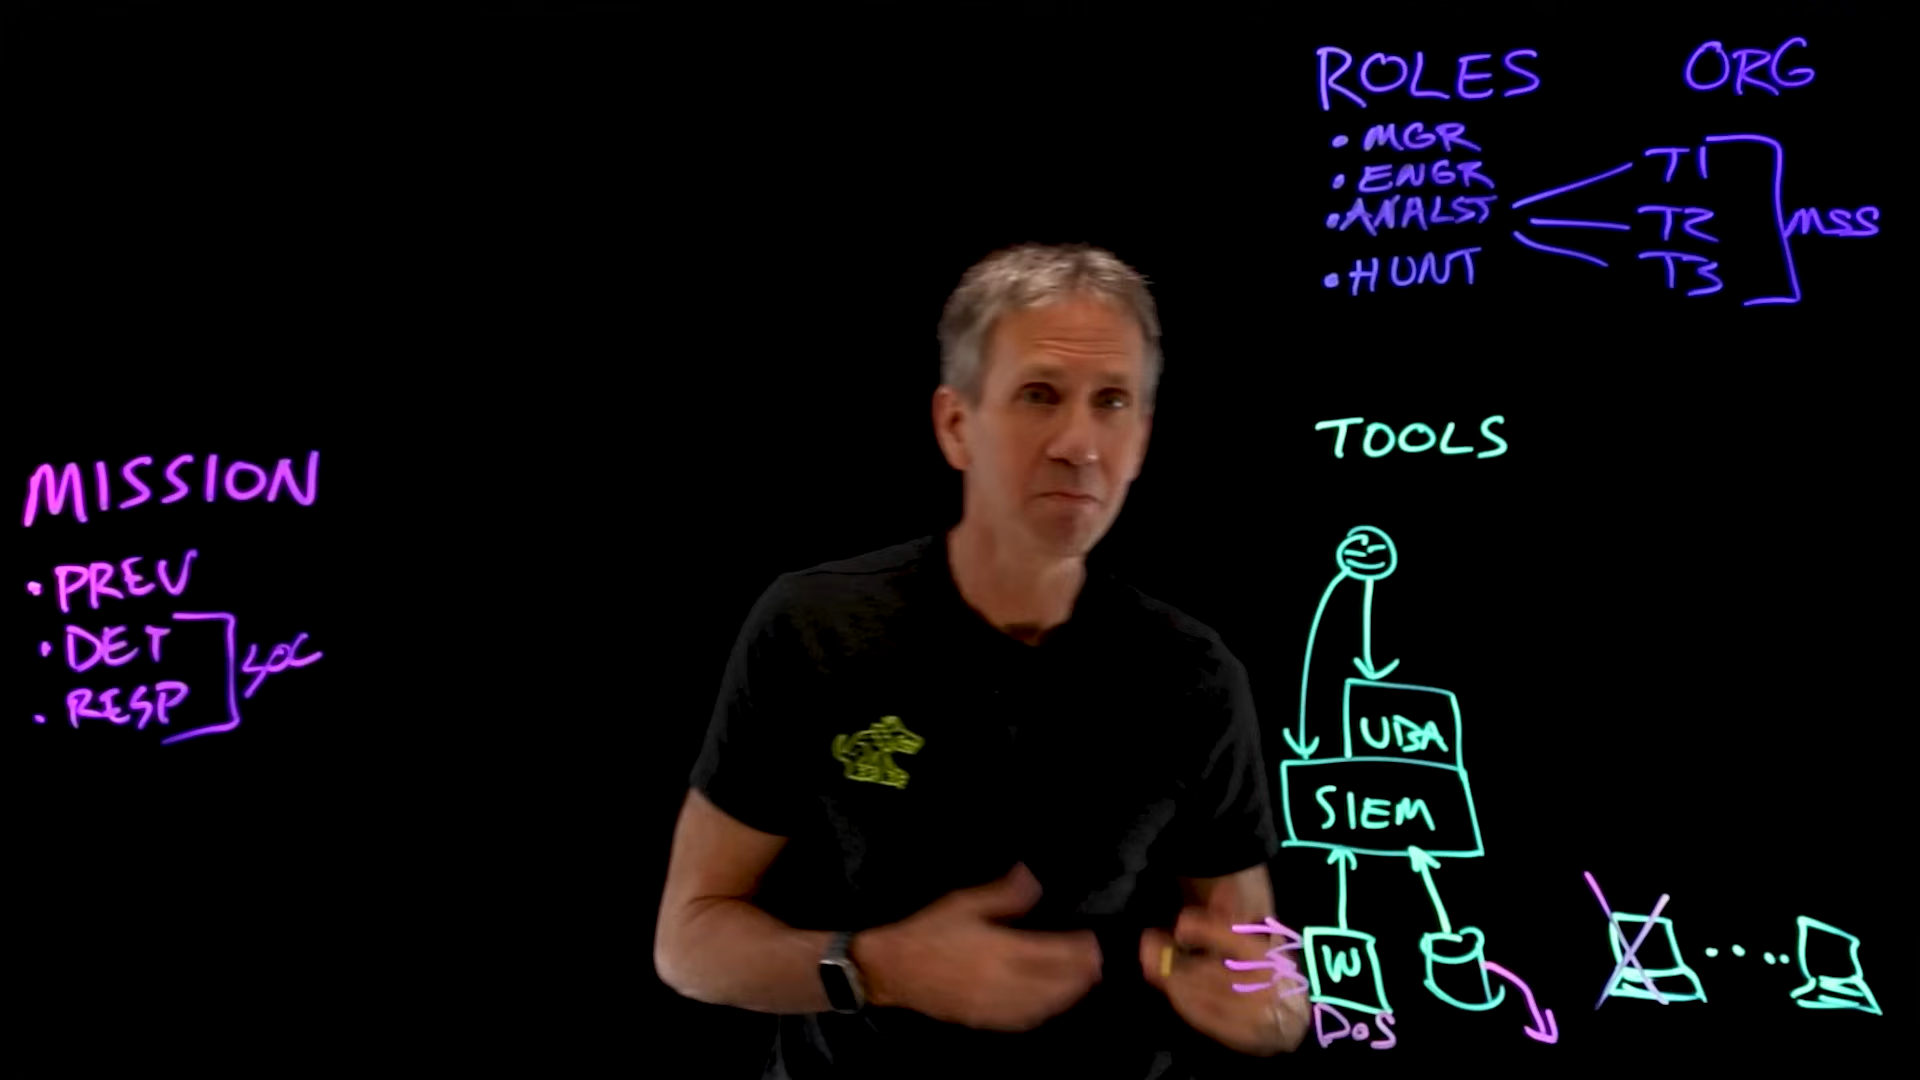 MISSION
• PREV
• DET
• RESP
SOC
ROLES
• MGR
• ENGR
• ANALST
• HUNT
ORG
T1
T2
T3
MSS
TOOLS
UBA
SIEM
W
DoS